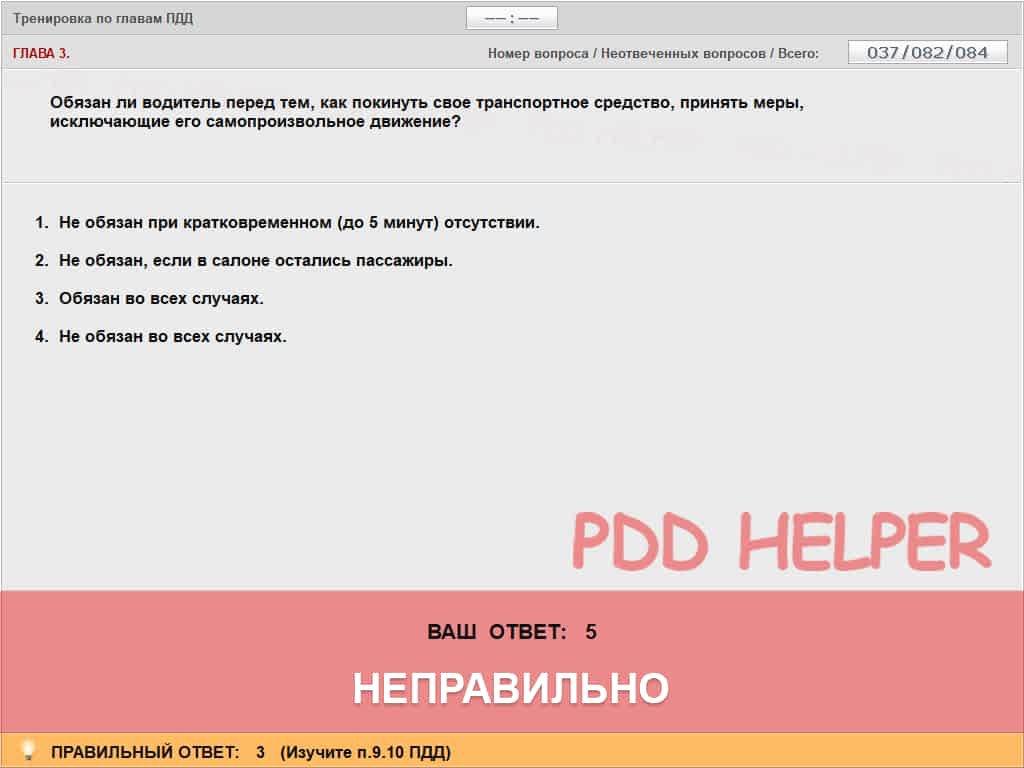 Тренировка по главам ПДД
—— : ——
ГЛАВА 3.
Номер вопроса / Неотвеченных вопросов / Всего:
037/082/084
Обязан ли водитель перед тем, как покинуть свое транспортное средство, принять меры,
исключающие его самопроизвольное движение?
1. Не обязан при кратковременном (до 5 минут) отсутствии.
2. Не обязан, если в салоне остались пассажиры.
3. Обязан во всех случаях.
4. Не обязан во всех случаях.
PDD HELPER
ВАШ ОТВЕТ: 5
НЕПРАВИЛЬНО
ПРАВИЛЬНЫЙ ОТВЕТ: 3 (Изучите п.9.10 ПДД)